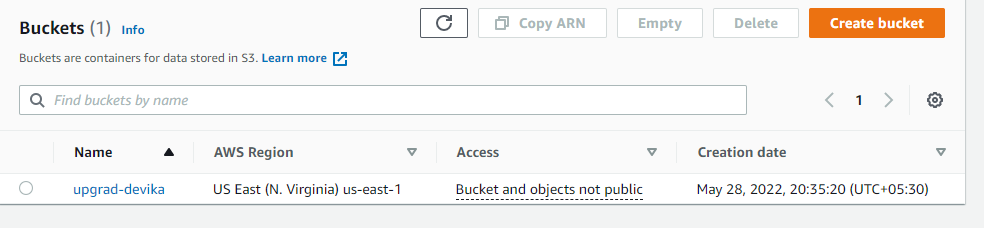 Buckets (1) Info
Copy ARN Empty Delete Create bucket
Buckets are containers for data stored in S3. Learn more
Find buckets by name
1
Name AWS Region Access Creation date
upgrad-devika US East (N. Virginia) us-east-1 Bucket and objects not public May 28, 2022, 20:35:20 (UTC+05:30)